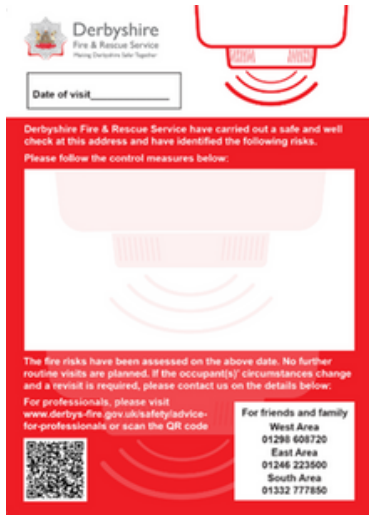 Derbyshire
Fire & Rescue Service
Making Derbyshire Safer Together
Date of visit_______________
Derbyshire Fire & Rescue Service have carried out a safe and well
check at this address and have identified the following risks.
Please follow the control measures below:
The fire risks have been assessed on the above date. No further
routine visits are planned. If the occupant(s)' circumstances change
and a revisit is required, please contact us on the details below:
For professionals, please visit
www.derbys-fire.gov.uk/safety/advice-
for-professionals or scan the QR code
For friends and family
West Area
01298 608720
East Area
01246 223500
South Area
01332 777850